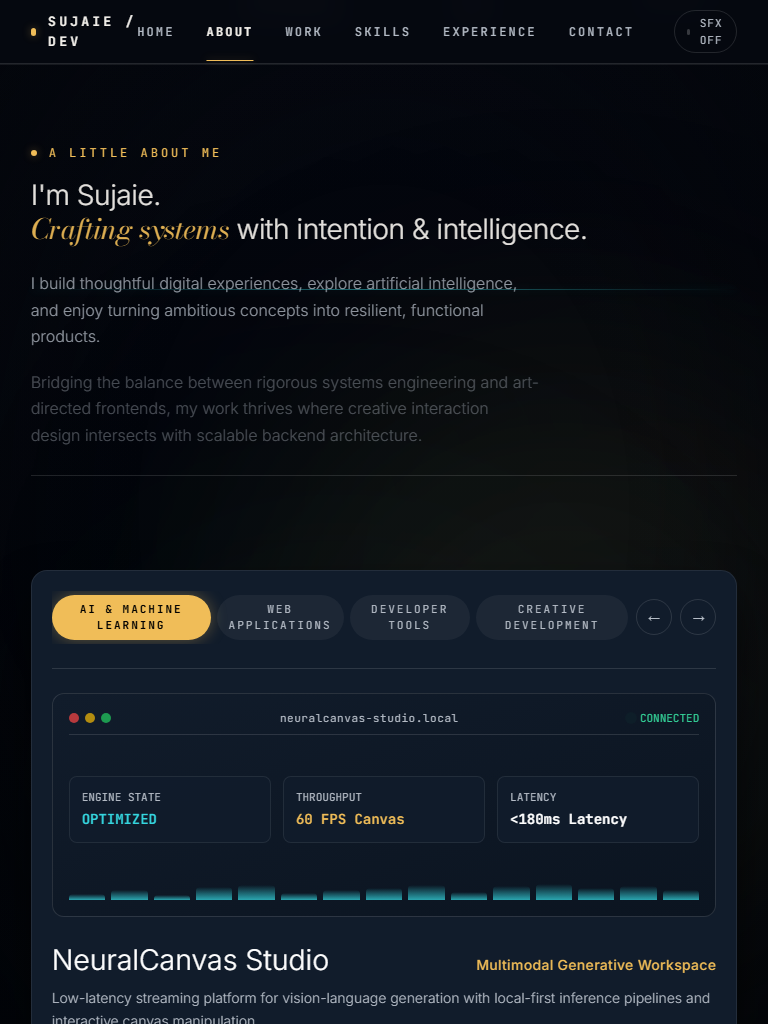 SUJAIE /
DEV
HOME
ABOUT
WORK
SKILLS
EXPERIENCE
CONTACT
SFX
OFF
A LITTLE ABOUT ME
I'm Sujaie.
Crafting systems with intention & intelligence.
I build thoughtful digital experiences, explore artificial intelligence,
and enjoy turning ambitious concepts into resilient, functional
products.
Bridging the balance between rigorous systems engineering and art-
directed frontends, my work thrives where creative interaction
design intersects with scalable backend architecture.
AI & MACHINE
LEARNING
WEB
APPLICATIONS
DEVELOPER
TOOLS
CREATIVE
DEVELOPMENT
← →
neuralcanvas-studio.local
CONNECTED
ENGINE STATE
OPTIMIZED
THROUGHPUT
60 FPS Canvas
LATENCY
<180ms Latency
NeuralCanvas Studio
Multimodal Generative Workspace
Low-latency streaming platform for vision-language generation with local-first inference pipelines and
interactive canvas manipulation.